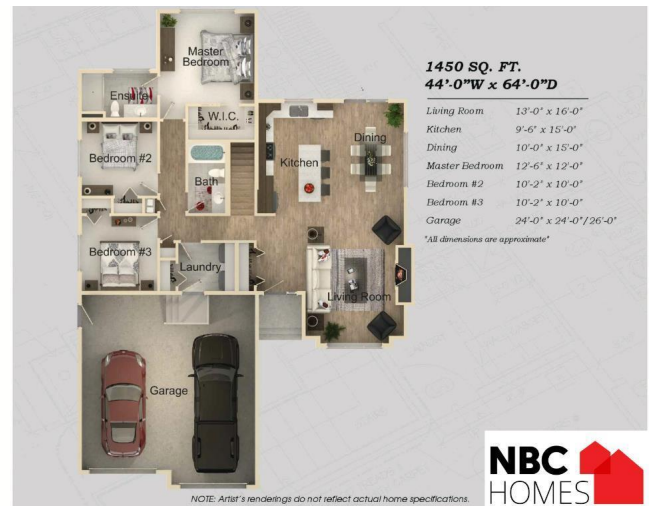 Master
Bedroom
Ensuite
W.I.C.
Bedroom #2
Bath
Kitchen
Dining
Bedroom #3
Laundry
Living Room
Garage
1450 SQ. FT.
44'-0"W x 64'-0"D
Living Room 13'-0" x 16'-0"
Kitchen 9'-6" x 15'-0"
Dining 10'-0" x 15'-0"
Master Bedroom 12'-6" x 12'-0"
Bedroom #2 10'-2" x 10'-0"
Bedroom #3 10'-2" x 10'-0"
Garage 24'-0" x 24'-0"/26'-0"
"All dimensions are approximate"
NOTE: Artist's renderings do not reflect actual home specifications.
NBC
HOMES